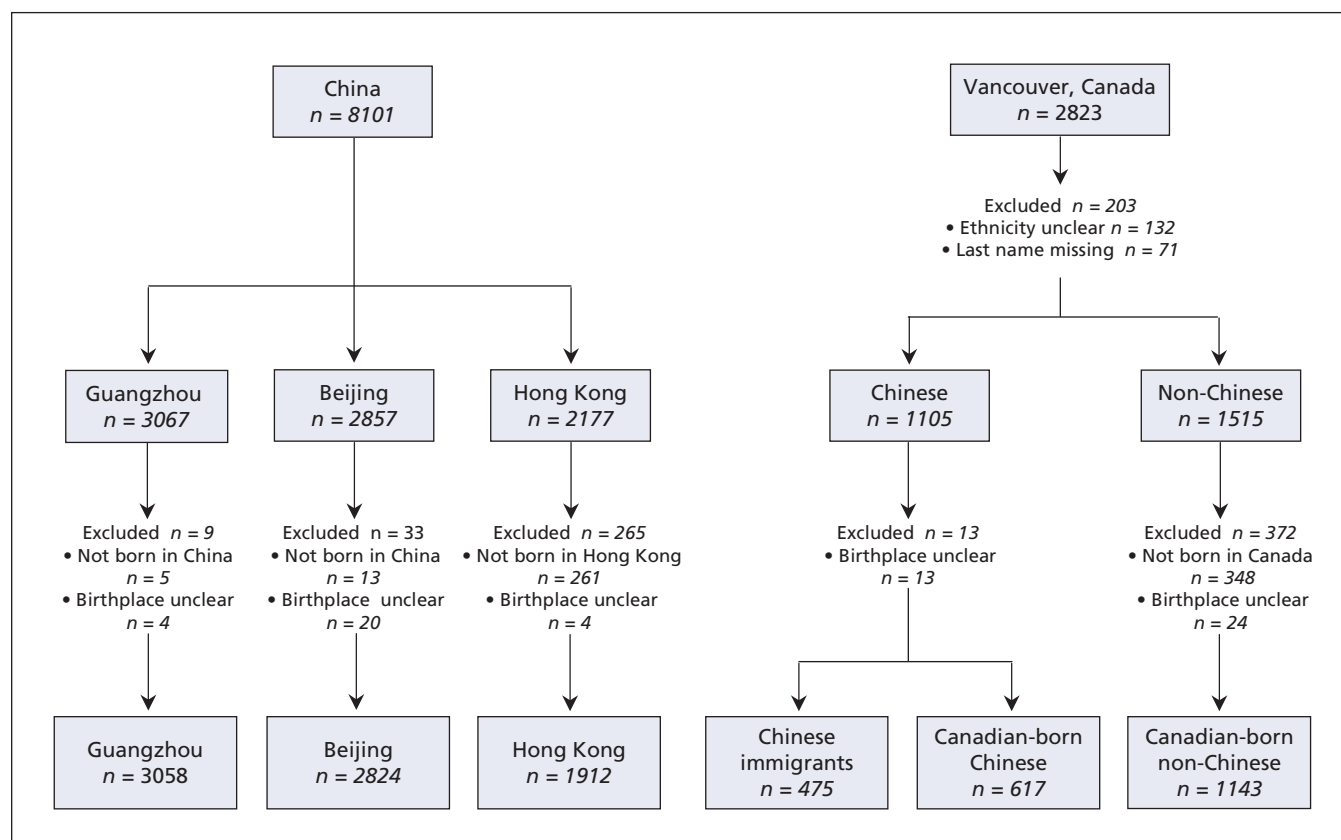 China
n = 8101
Vancouver, Canada
n = 2823
Excluded n = 203
• Ethnicity unclear n = 132
• Last name missing n = 71
Guangzhou
n = 3067
Beijing
n = 2857
Hong Kong
n = 2177
Chinese
n = 1105
Non-Chinese
n = 1515
Excluded n = 9
• Not born in China
n = 5
• Birthplace unclear
n = 4
Excluded n = 33
• Not born in China
n = 13
• Birthplace unclear
n = 20
Excluded n = 265
• Not born in Hong Kong
n = 261
• Birthplace unclear
n = 4
Excluded n = 13
• Birthplace unclear
n = 13
Excluded n = 372
• Not born in Canada
n = 348
• Birthplace unclear
n = 24
Guangzhou
n = 3058
Beijing
n = 2824
Hong Kong
n = 1912
Chinese
immigrants
n = 475
Canadian-born
Chinese
n = 617
Canadian-born
non-Chinese
n = 1143